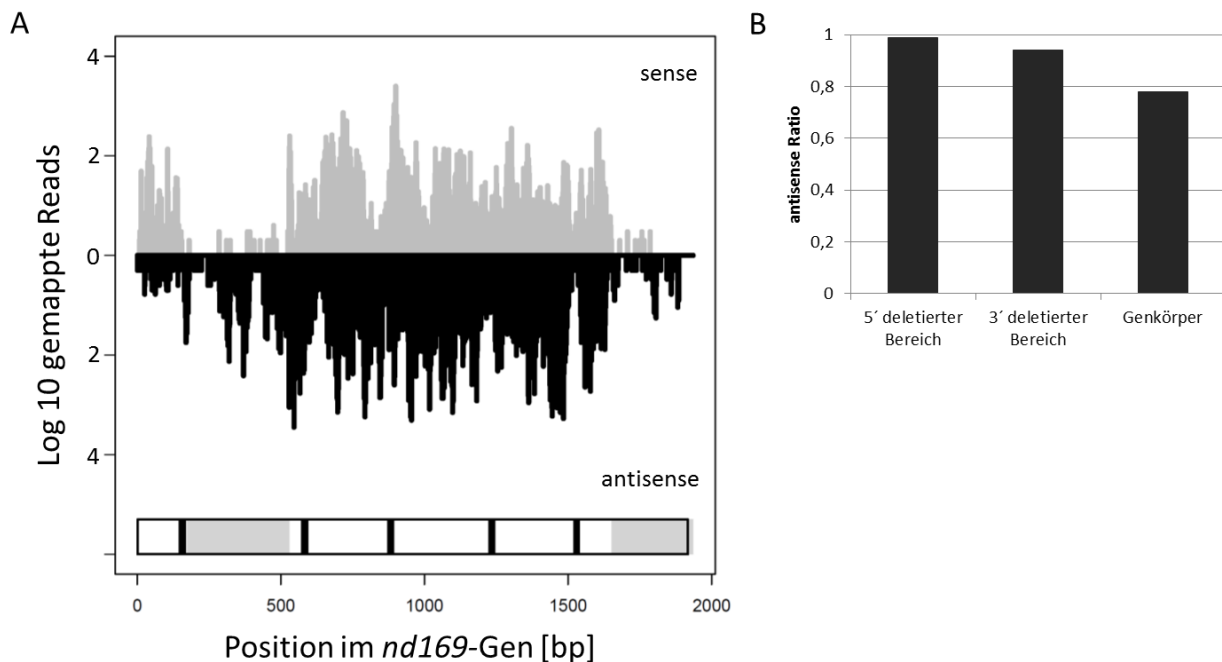 A
Log 10 gemappte Reads
4
2
0
2
4
sense
antisense
0
500
1000
1500
2000
Position im nd169-Gen [bp]
B
antisense Ratio
1
0,8
0,6
0,4
0,2
0
5´ deletierter
Bereich
3´ deletierter
Bereich
Genkörper